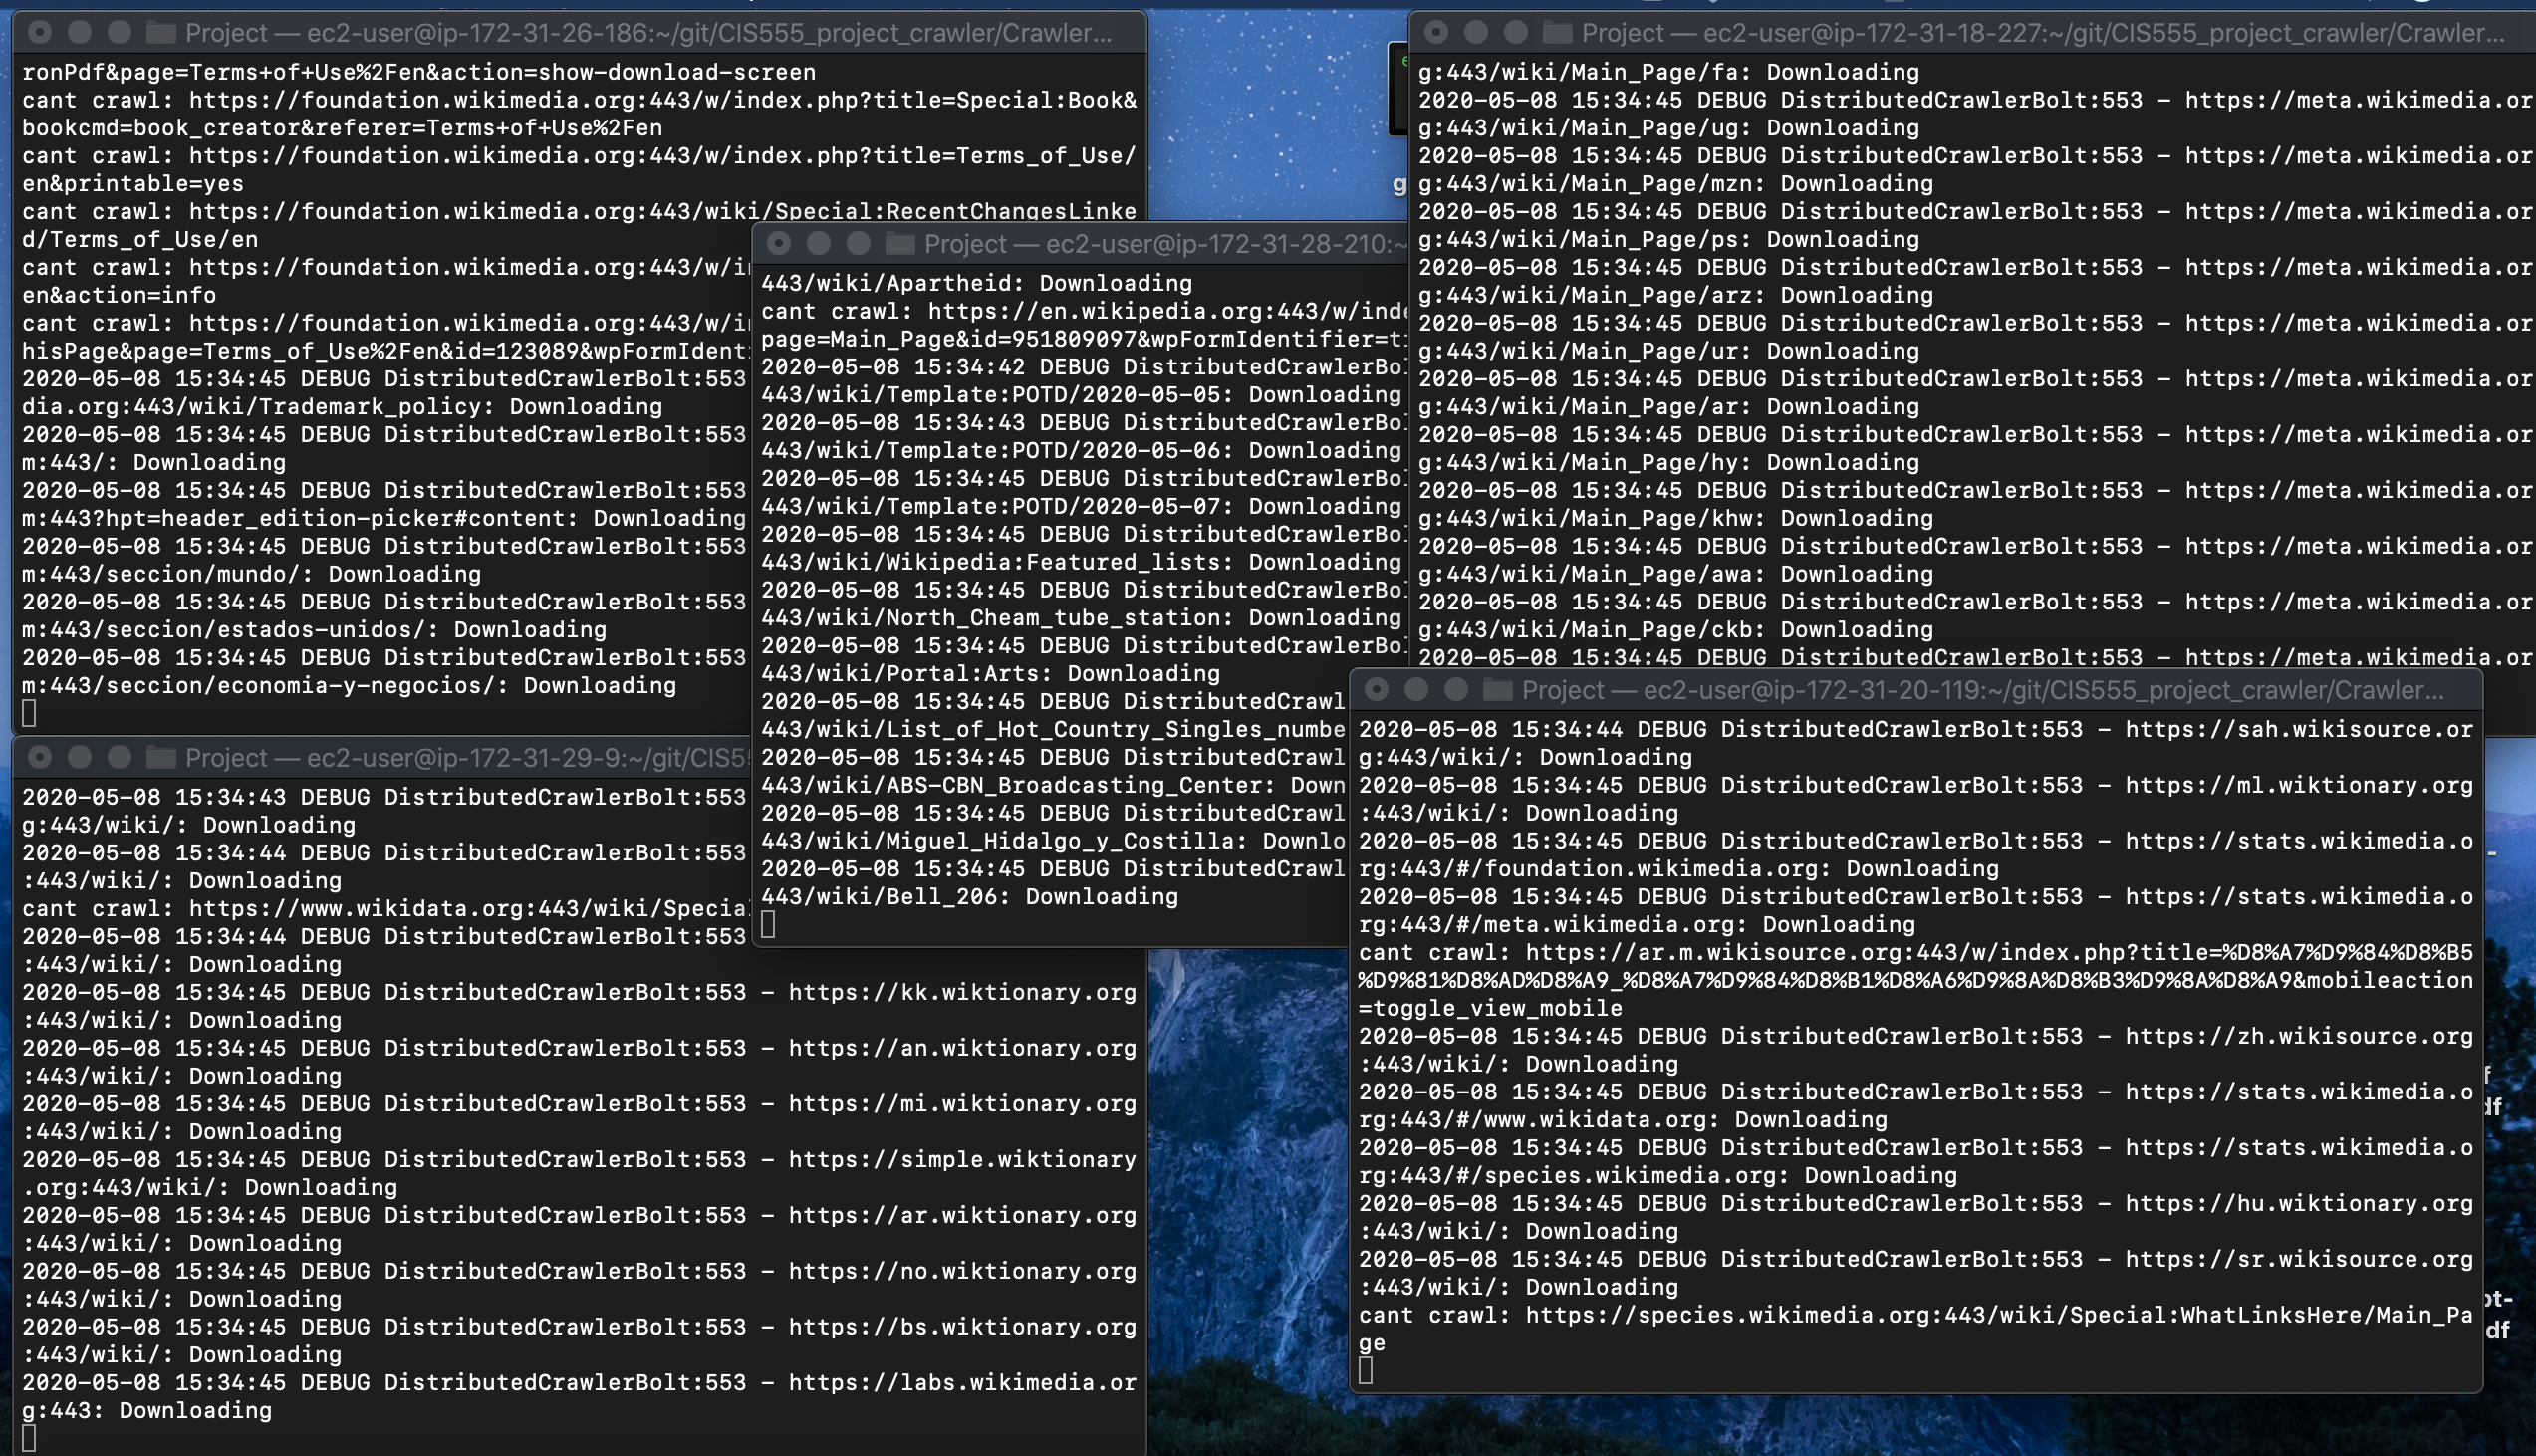 Project — ec2-user@ip-172-31-26-186:~/git/CIS555_project_crawler/Crawler...
ronPdf&page=Terms+of+Use%2Fen&action=show-download-screen
cant crawl: https://foundation.wikimedia.org:443/w/index.php?title=Special:Book&
bookcmd=book_creator&referer=Terms+of+Use%2Fen
cant crawl: https://foundation.wikimedia.org:443/w/index.php?title=Terms_of_Use/
en&printable=yes
cant crawl: https://foundation.wikimedia.org:443/wiki/Special:RecentChangesLinke
d/Terms_of_Use/en
cant crawl: https://foundation.wikimedia.org:443/w/i
en&action=info
cant crawl: https://foundation.wikimedia.org:443/w/i
hisPage&page=Terms_of_Use%2Fen&id=123089&wpFormIdent
2020-05-08 15:34:45 DEBUG DistributedCrawlerBolt:553
dia.org:443/wiki/Trademark_policy: Downloading
2020-05-08 15:34:45 DEBUG DistributedCrawlerBolt:553
m:443/: Downloading
2020-05-08 15:34:45 DEBUG DistributedCrawlerBolt:553
m:443?hpt=header_edition-picker#content: Downloading
2020-05-08 15:34:45 DEBUG DistributedCrawlerBolt:553
m:443/seccion/mundo/: Downloading
2020-05-08 15:34:45 DEBUG DistributedCrawlerBolt:553
m:443/seccion/estados-unidos/: Downloading
2020-05-08 15:34:45 DEBUG DistributedCrawlerBolt:553
m:443/seccion/economia-y-negocios/: Downloading
Project — ec2-user@ip-172-31-29-9:~/git/CIS5
2020-05-08 15:34:43 DEBUG DistributedCrawlerBolt:553
g:443/wiki/: Downloading
2020-05-08 15:34:44 DEBUG DistributedCrawlerBolt:553
:443/wiki/: Downloading
cant crawl: https://www.wikidata.org:443/wiki/Specia
2020-05-08 15:34:44 DEBUG DistributedCrawlerBolt:553
:443/wiki/: Downloading
2020-05-08 15:34:45 DEBUG DistributedCrawlerBolt:553 - https://kk.wiktionary.org
:443/wiki/: Downloading
2020-05-08 15:34:45 DEBUG DistributedCrawlerBolt:553 - https://an.wiktionary.org
:443/wiki/: Downloading
2020-05-08 15:34:45 DEBUG DistributedCrawlerBolt:553 - https://mi.wiktionary.org
:443/wiki/: Downloading
2020-05-08 15:34:45 DEBUG DistributedCrawlerBolt:553 - https://simple.wiktionary
.org:443/wiki/: Downloading
2020-05-08 15:34:45 DEBUG DistributedCrawlerBolt:553 - https://ar.wiktionary.org
:443/wiki/: Downloading
2020-05-08 15:34:45 DEBUG DistributedCrawlerBolt:553 - https://no.wiktionary.org
:443/wiki/: Downloading
2020-05-08 15:34:45 DEBUG DistributedCrawlerBolt:553 - https://bs.wiktionary.org
:443/wiki/: Downloading
2020-05-08 15:34:45 DEBUG DistributedCrawlerBolt:553 - https://labs.wikimedia.or
g:443: Downloading
Project — ec2-user@ip-172-31-28-210:~
443/wiki/Apartheid: Downloading
cant crawl: https://en.wikipedia.org:443/w/inde
page=Main_Page&id=951809097&wpFormIdentifier=ti
2020-05-08 15:34:42 DEBUG DistributedCrawlerBol
443/wiki/Template:POTD/2020-05-05: Downloading
2020-05-08 15:34:43 DEBUG DistributedCrawlerBol
443/wiki/Template:POTD/2020-05-06: Downloading
2020-05-08 15:34:45 DEBUG DistributedCrawlerBol
443/wiki/Template:POTD/2020-05-07: Downloading
2020-05-08 15:34:45 DEBUG DistributedCrawlerBol
443/wiki/Wikipedia:Featured_lists: Downloading
2020-05-08 15:34:45 DEBUG DistributedCrawlerBol
443/wiki/North_Cheam_tube_station: Downloading
2020-05-08 15:34:45 DEBUG DistributedCrawlerBol
443/wiki/Portal:Arts: Downloading
2020-05-08 15:34:45 DEBUG DistributedCrawl
443/wiki/List_of_Hot_Country_Singles_numbe
2020-05-08 15:34:45 DEBUG DistributedCrawl
443/wiki/ABS-CBN_Broadcasting_Center: Down
2020-05-08 15:34:45 DEBUG DistributedCrawl
443/wiki/Miguel_Hidalgo_y_Costilla: Downlo
2020-05-08 15:34:45 DEBUG DistributedCrawl
443/wiki/Bell_206: Downloading
Project — ec2-user@ip-172-31-18-227:~/git/CIS555_project_crawler/Crawler...
g:443/wiki/Main_Page/fa: Downloading
2020-05-08 15:34:45 DEBUG DistributedCrawlerBolt:553 - https://meta.wikimedia.or
g:443/wiki/Main_Page/ug: Downloading
2020-05-08 15:34:45 DEBUG DistributedCrawlerBolt:553 - https://meta.wikimedia.or
g:443/wiki/Main_Page/mzn: Downloading
2020-05-08 15:34:45 DEBUG DistributedCrawlerBolt:553 - https://meta.wikimedia.or
g:443/wiki/Main_Page/ps: Downloading
2020-05-08 15:34:45 DEBUG DistributedCrawlerBolt:553 - https://meta.wikimedia.or
g:443/wiki/Main_Page/arz: Downloading
2020-05-08 15:34:45 DEBUG DistributedCrawlerBolt:553 - https://meta.wikimedia.or
g:443/wiki/Main_Page/ur: Downloading
2020-05-08 15:34:45 DEBUG DistributedCrawlerBolt:553 - https://meta.wikimedia.or
g:443/wiki/Main_Page/ar: Downloading
2020-05-08 15:34:45 DEBUG DistributedCrawlerBolt:553 - https://meta.wikimedia.or
g:443/wiki/Main_Page/hy: Downloading
2020-05-08 15:34:45 DEBUG DistributedCrawlerBolt:553 - https://meta.wikimedia.or
g:443/wiki/Main_Page/khw: Downloading
2020-05-08 15:34:45 DEBUG DistributedCrawlerBolt:553 - https://meta.wikimedia.or
g:443/wiki/Main_Page/awa: Downloading
2020-05-08 15:34:45 DEBUG DistributedCrawlerBolt:553 - https://meta.wikimedia.or
g:443/wiki/Main_Page/ckb: Downloading
2020-05-08 15:34:45 DEBUG DistributedCrawlerBolt:553 - https://meta.wikimedia.or
Project — ec2-user@ip-172-31-20-119:~/git/CIS555_project_crawler/Crawler...
2020-05-08 15:34:44 DEBUG DistributedCrawlerBolt:553 - https://sah.wikisource.or
g:443/wiki/: Downloading
2020-05-08 15:34:45 DEBUG DistributedCrawlerBolt:553 - https://ml.wiktionary.org
:443/wiki/: Downloading
2020-05-08 15:34:45 DEBUG DistributedCrawlerBolt:553 - https://stats.wikimedia.o
rg:443/#/foundation.wikimedia.org: Downloading
2020-05-08 15:34:45 DEBUG DistributedCrawlerBolt:553 - https://stats.wikimedia.o
rg:443/#/meta.wikimedia.org: Downloading
cant crawl: https://ar.m.wikisource.org:443/w/index.php?title=%D8%A7%D9%84%D8%B5
%D9%81%D8%AD%D8%A9_%D8%A7%D9%84%D8%B1%D8%A6%D9%8A%D8%B3%D9%8A%D8%A9&mobileaction
=toggle_view_mobile
2020-05-08 15:34:45 DEBUG DistributedCrawlerBolt:553 - https://zh.wikisource.org
:443/wiki/: Downloading
2020-05-08 15:34:45 DEBUG DistributedCrawlerBolt:553 - https://stats.wikimedia.o
rg:443/#/www.wikidata.org: Downloading
2020-05-08 15:34:45 DEBUG DistributedCrawlerBolt:553 - https://stats.wikimedia.o
rg:443/#/species.wikimedia.org: Downloading
2020-05-08 15:34:45 DEBUG DistributedCrawlerBolt:553 - https://hu.wiktionary.org
:443/wiki/: Downloading
2020-05-08 15:34:45 DEBUG DistributedCrawlerBolt:553 - https://sr.wikisource.org
:443/wiki/: Downloading
cant crawl: https://species.wikimedia.org:443/wiki/Special:WhatLinksHere/Main_Pa
ge